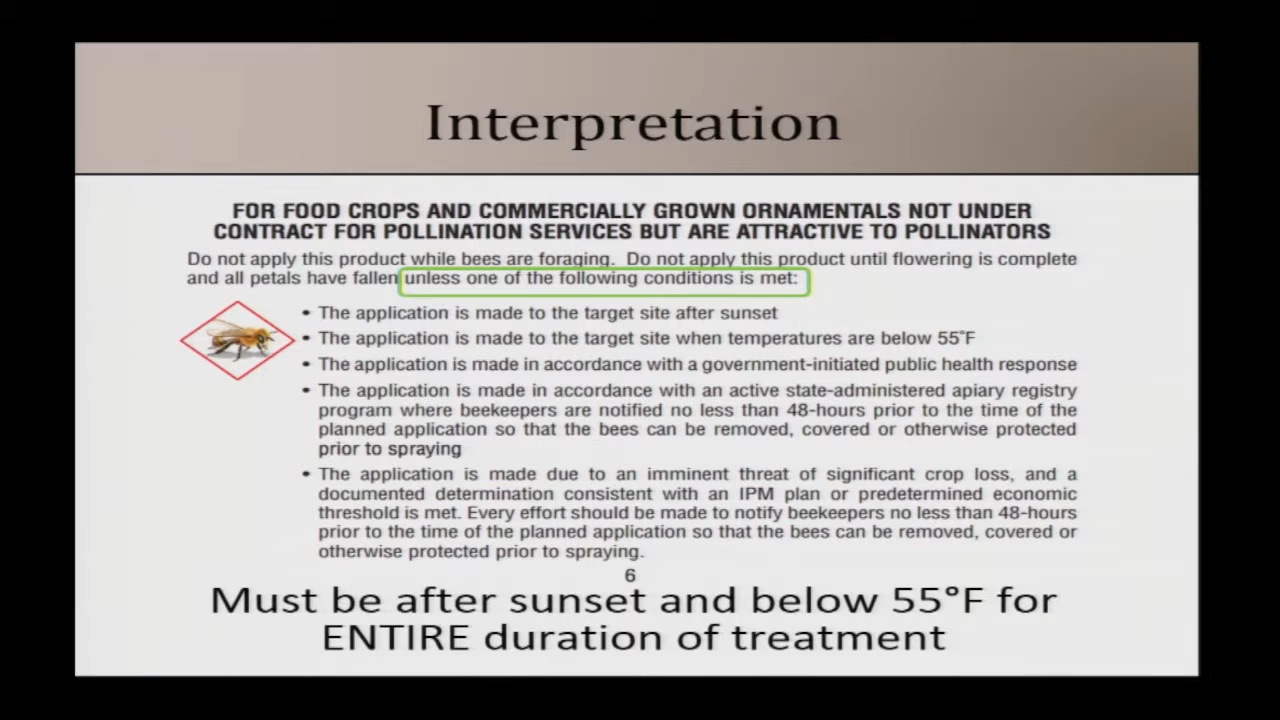 Interpretation
FOR FOOD CROPS AND COMMERCIALLY GROWN ORNAMENTALS NOT UNDER
CONTRACT FOR POLLINATION SERVICES BUT ARE ATTRACTIVE TO POLLINATORS
Do not apply this product while bees are foraging. Do not apply this product until flowering is complete
and all petals have fallen unless one of the following conditions is met:
• The application is made to the target site after sunset
• The application is made to the target site when temperatures are below 55˚F
• The application is made in accordance with a government-initiated public health response
• The application is made in accordance with an active state-administered apiary registry
program where beekeepers are notified no less than 48-hours prior to the time of the
planned application so that the bees can be removed, covered or otherwise protected
prior to spraying
• The application is made due to an imminent threat of significant crop loss, and a
documented determination consistent with an IPM plan or predetermined economic
threshold is met. Every effort should be made to notify beekeepers no less than 48-hours
prior to the time of the planned application so that the bees can be removed, covered or
otherwise protected prior to spraying.
6
Must be after sunset and below 55°F for
ENTIRE duration of treatment